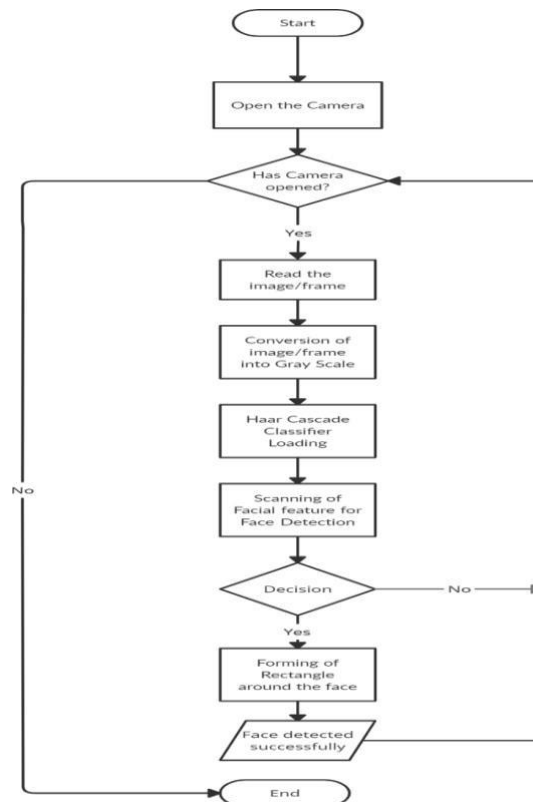 Start
Open the Camera
Has Camera
opened?
Yes
Read the
image/frame
Conversion of
image/frame
into Gray Scale
Haar Cascade
Classifier
Loading
No
Scanning of
Facial feature for
Face Detection
Decision
No
Yes
Forming of
Rectangle
around the face
Face detected
successfully
End